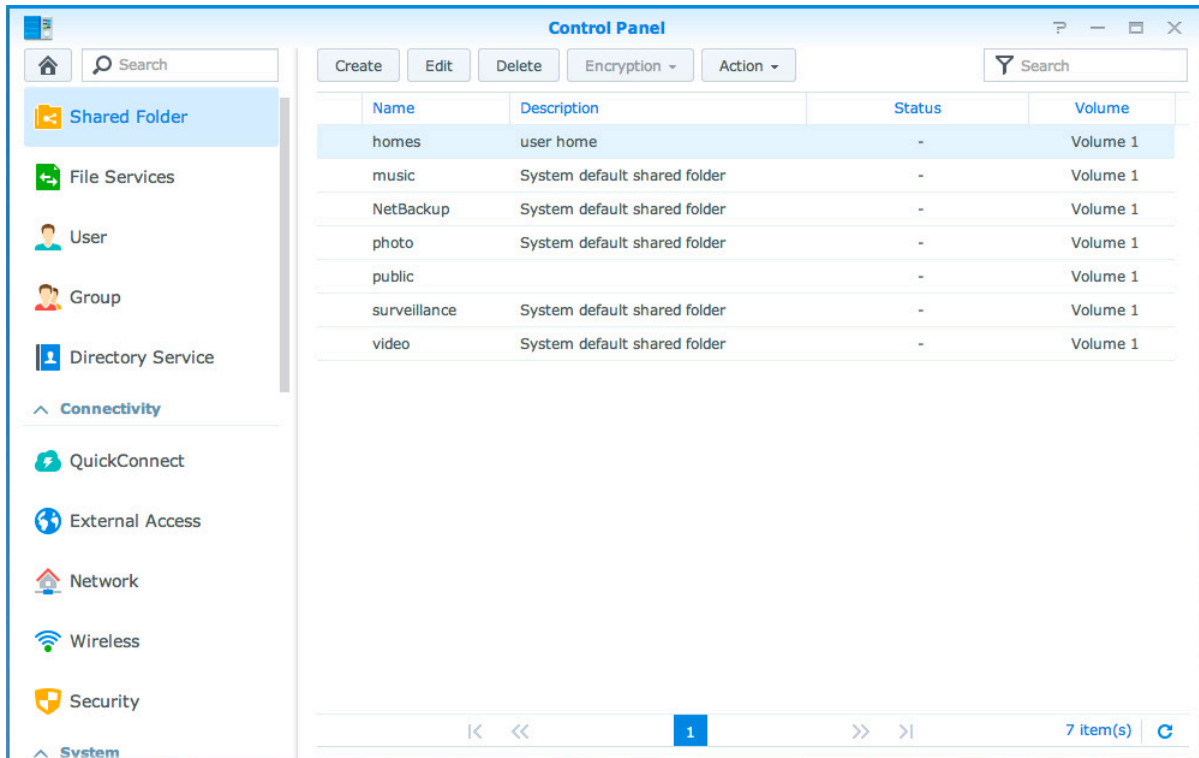 Control Panel
Search
Create Edit Delete Encryption Action Search
Shared Folder
File Services
User
Group
Directory Service
Connectivity
QuickConnect
External Access
Network
Wireless
Security
System
Name Description Status Volume
homes user home - Volume 1
music System default shared folder - Volume 1
NetBackup System default shared folder - Volume 1
photo System default shared folder - Volume 1
public - Volume 1
surveillance System default shared folder - Volume 1
video System default shared folder - Volume 1
1 7 item(s)